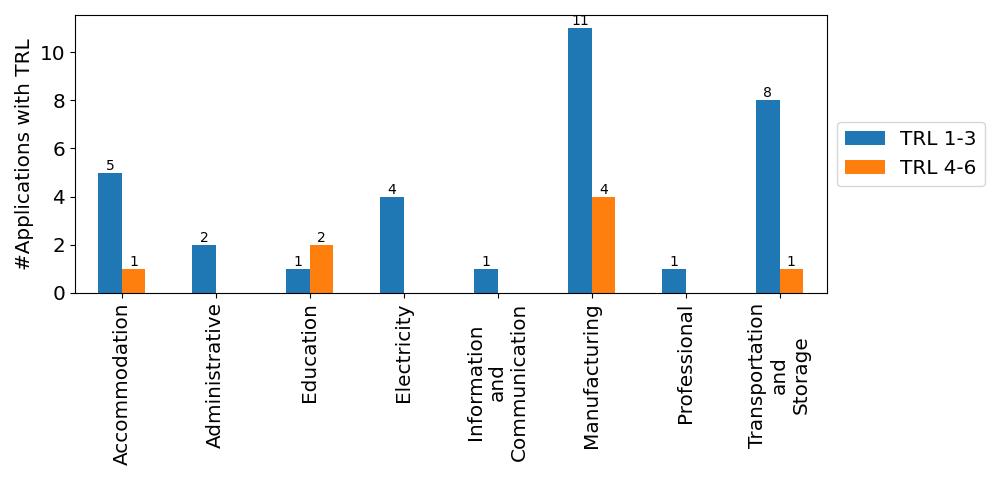 #Applications with TRL
10
8
6
4
2
0
5
1
2
1
2
4
1
11
4
1
8
1
Accommodation
Administrative
Education
Electricity
Information
and
Communication
Manufacturing
Professional
Transportation
and
Storage
TRL 1-3
TRL 4-6